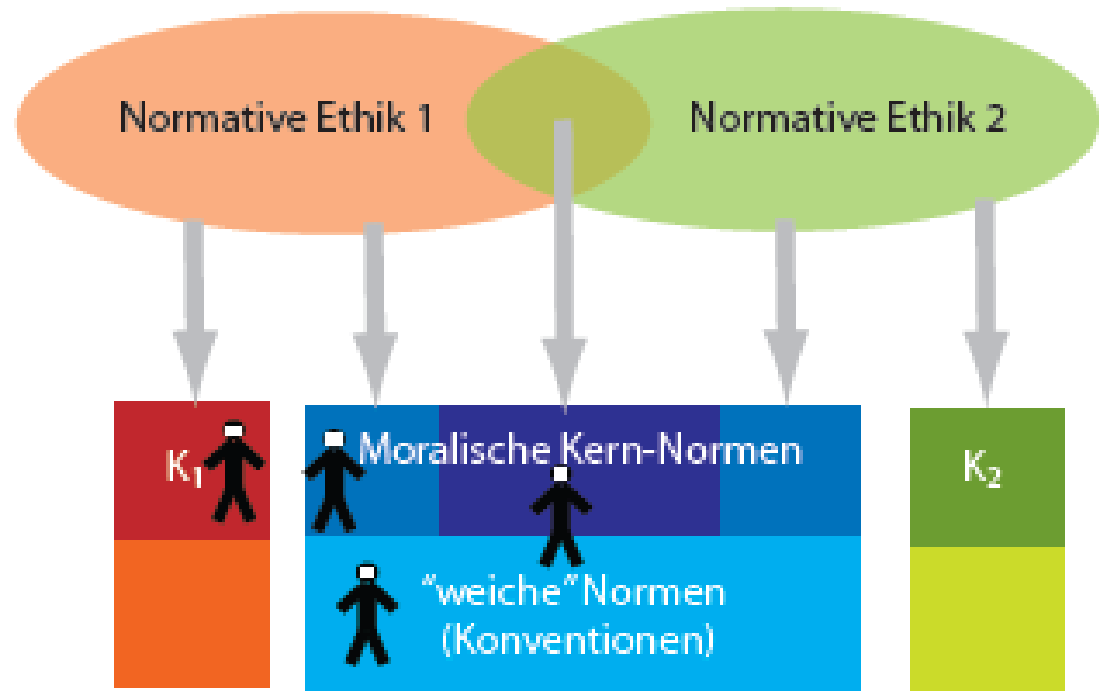 Normative Ethik 1
Normative Ethik 2
K₁
Moralische Kern-Normen
K₂
“weiche” Normen
(Konventionen)